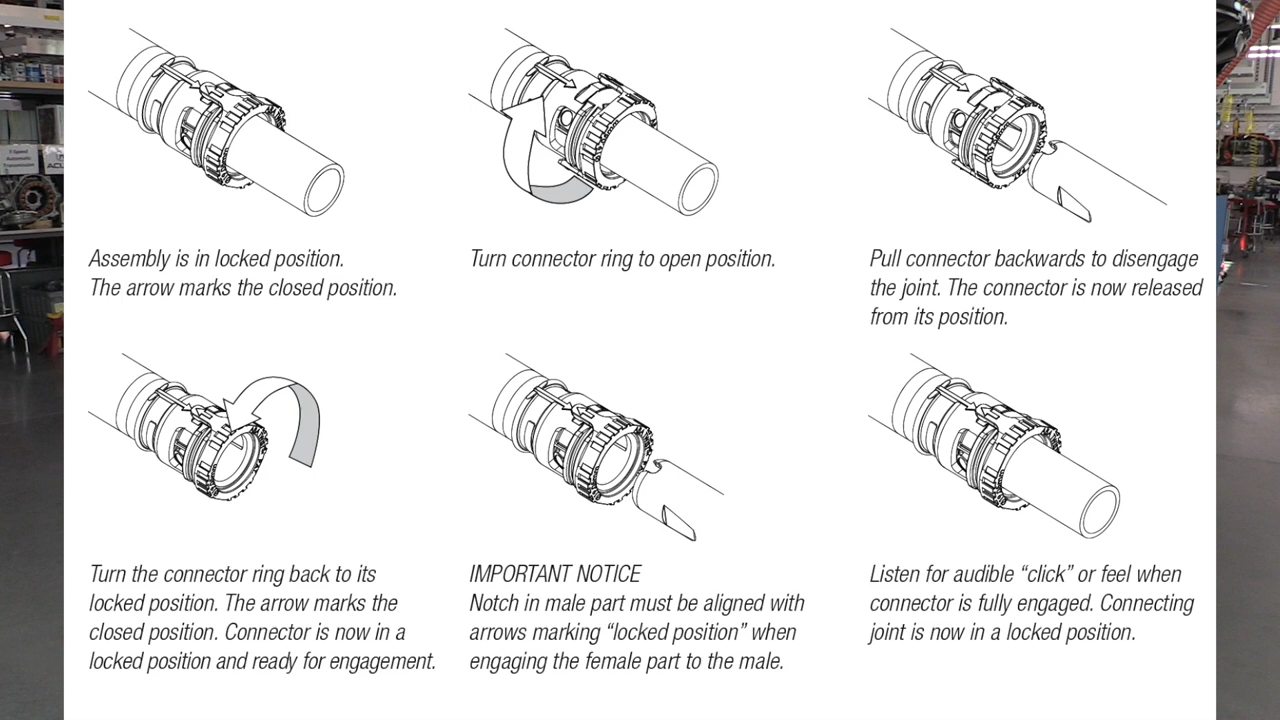 Assembly is in locked position.
The arrow marks the closed position.
Turn connector ring to open position.
Pull connector backwards to disengage
the joint. The connector is now released
from its position.
Turn the connector ring back to its
locked position. The arrow marks the
closed position. Connector is now in a
locked position and ready for engagement.
IMPORTANT NOTICE
Notch in male part must be aligned with
arrows marking “locked position” when
engaging the female part to the male.
Listen for audible “click” or feel when
connector is fully engaged. Connecting
joint is now in a locked position.
Automatic
Transmission